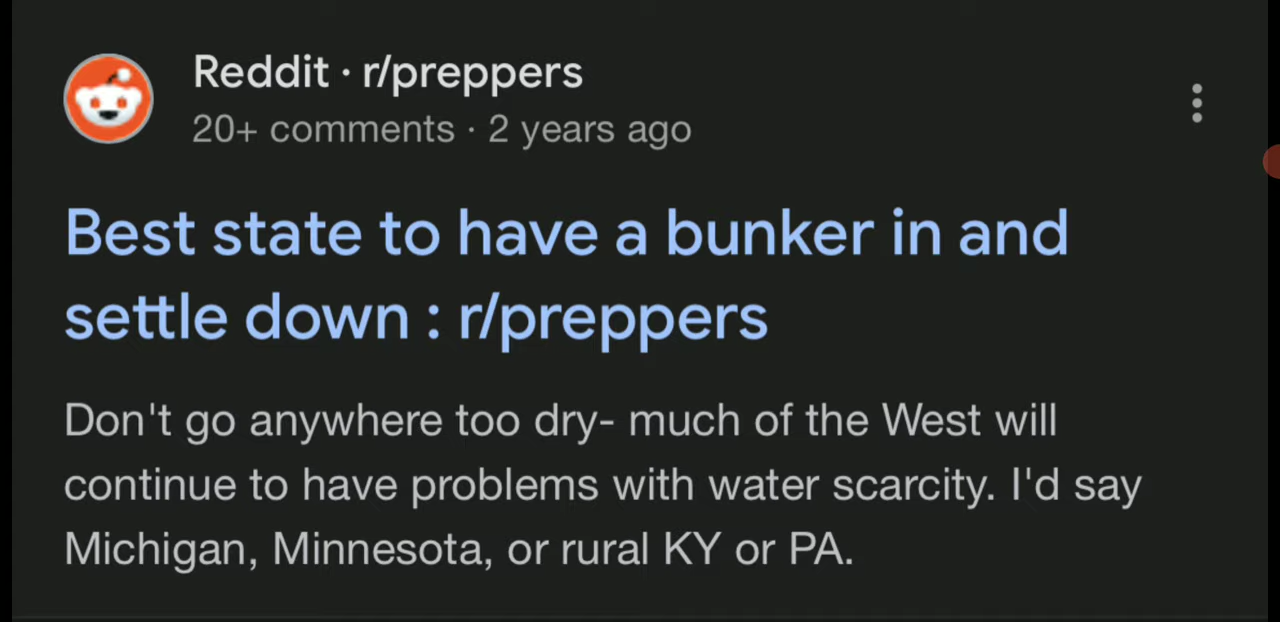 Reddit · r/preppers
20+ comments · 2 years ago
Best state to have a bunker in and
settle down : r/preppers
Don't go anywhere too dry- much of the West will
continue to have problems with water scarcity. I'd say
Michigan, Minnesota, or rural KY or PA.